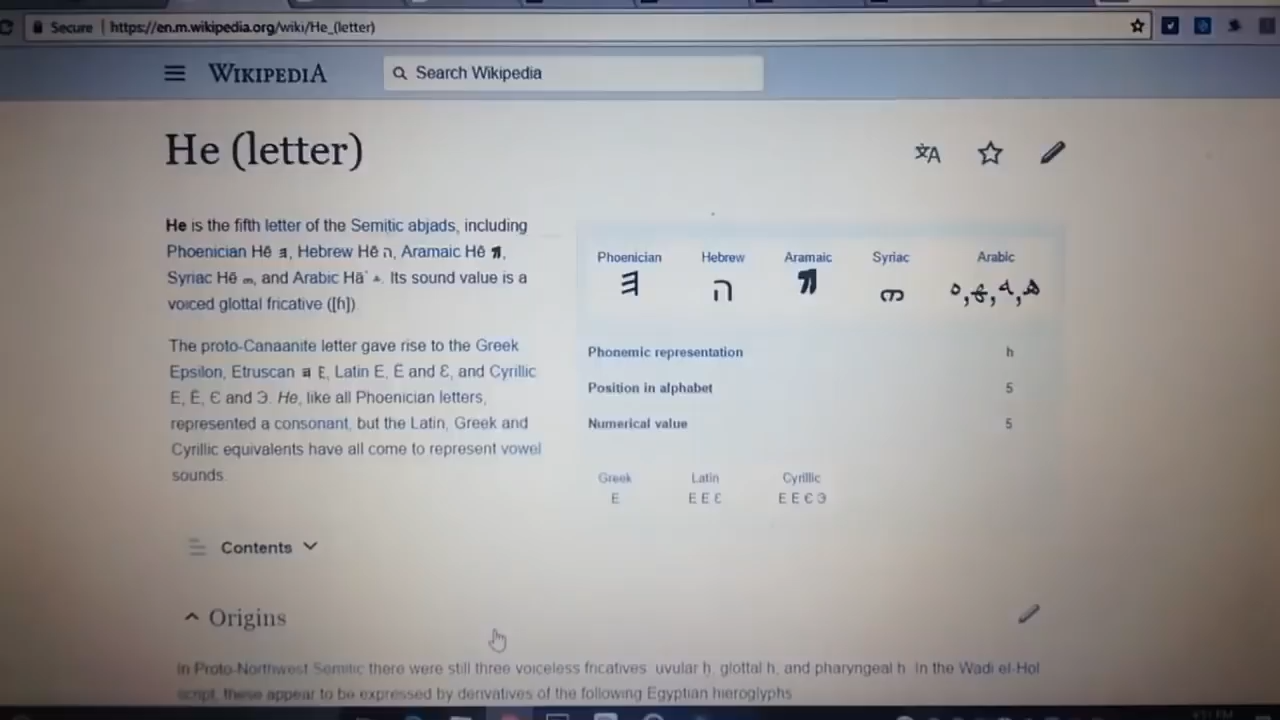 Secure | https://en.m.wikipedia.org/wiki/He_(letter)
WIKIPEDIA
Search Wikipedia
He (letter)
He is the fifth letter of the Semitic abjads, including
Phoenician Hē 𐤄, Hebrew Hē ה, Aramaic Hē 𐡄,
Syriac Hē ܗ, and Arabic Hāʾ ه. Its sound value is a
voiced glottal fricative ([ɦ])
The proto-Canaanite letter gave rise to the Greek
Epsilon, Etruscan 𐌄, Latin E, Ë and Ɛ, and Cyrillic
Е, Ё, Є and Э. He, like all Phoenician letters,
represented a consonant, but the Latin, Greek and
Cyrillic equivalents have all come to represent vowel
sounds.
Contents
Origins
In Proto-Northwest Semitic there were still three voiceless fricatives: uvular ḫ, glottal h, and pharyngeal ḥ. In the Wadi el-Hol
script, these appear to be expressed by derivatives of the following Egyptian hieroglyphs
Phoenician Hebrew Aramaic Syriac Arabic
𐤄 ה 𐡄 ܗ ه,ـهـ,ـه,هـ
Phonemic representation h
Position in alphabet 5
Numerical value 5
Greek Latin Cyrillic
Ε E Ë Ɛ Е Ё Є Э